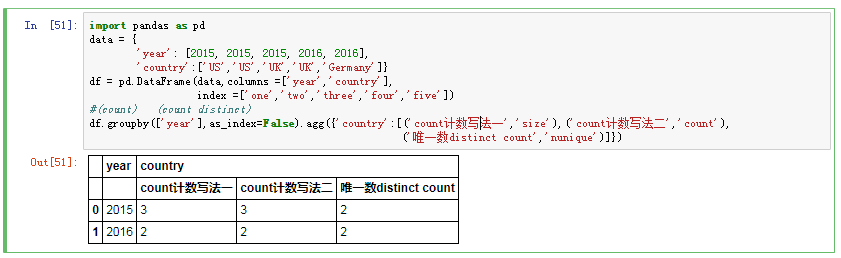 In [51]: import pandas as pd
data = {
'year': [2015, 2015, 2015, 2016, 2016],
'country':['US','US','UK','UK','Germany']}
df = pd.DataFrame(data,columns =['year','country'],
index =['one','two','three','four','five'])
#(count) (count distinct)
df.groupby(['year'],as_index=False).agg({'country':[('count计数写法一','size'),('count计数写法二','count'),
('唯一数distinct count','nunique')]})
Out[51]:
year country
count计数写法一 count计数写法二 唯一数distinct count
0 2015 3 3 2
1 2016 2 2 2